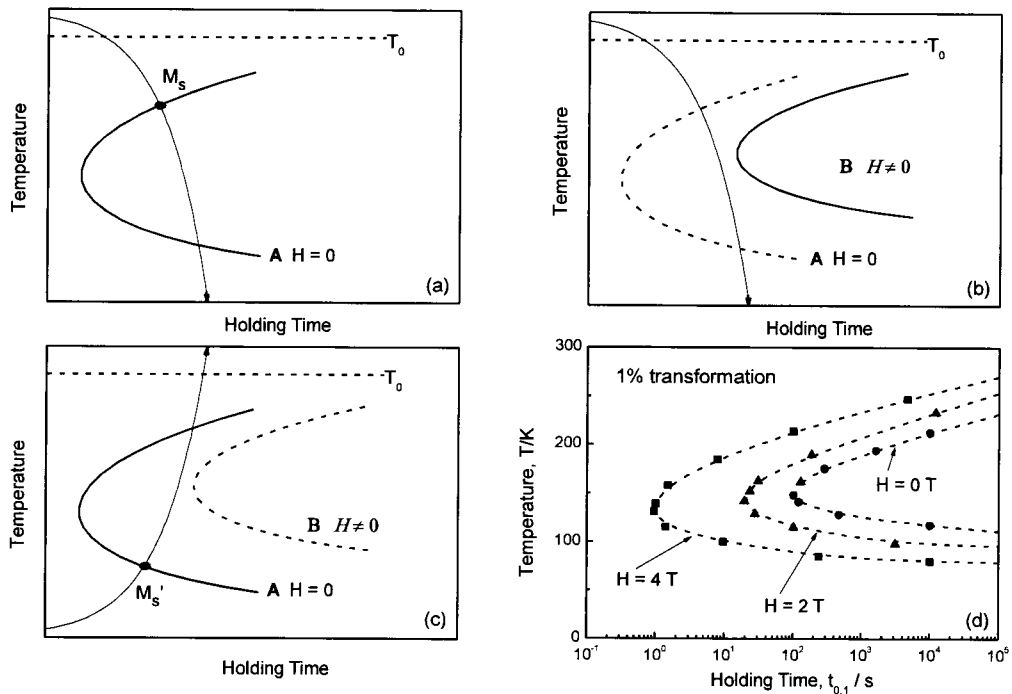 Temperature
T0
Ms
A H = 0
(a)
Holding Time
Temperature
T0
B H ≠ 0
A H = 0
(b)
Holding Time
Temperature
T0
B H ≠ 0
A H = 0
Ms'
(c)
Holding Time
Temperature, T/K
300
200
100
0
1% transformation
H = 0 T
H = 4 T
H = 2 T
(d)
10-1 100 101 102 103 104 105
Holding Time, t0.1 / s